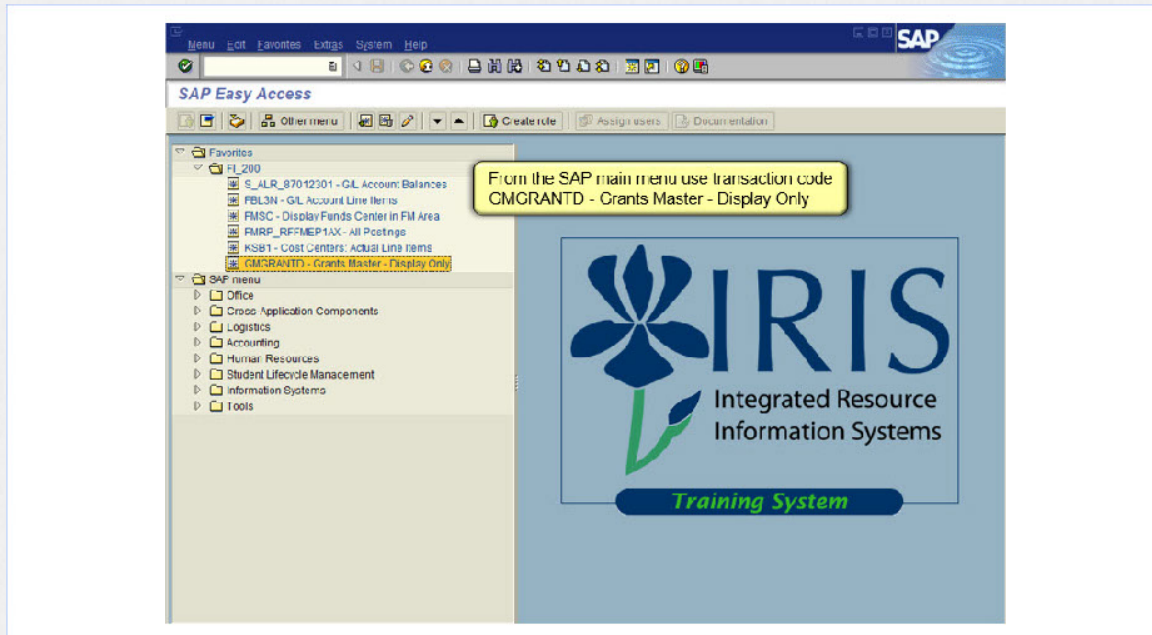 Menu Edit Favorites Extras System Help
SAP
SAP Easy Access
Other menu Create role Assign users Documentation
Favorites
FI_200
S_ALR_87012301 - G/L Account Balances
FBL3N - G/L Account Line Items
FMSC - Display Funds Center in FM Area
FMRP_RFFMEP1AX - All Postings
KSB1 - Cost Centers: Actual Line Items
GMGRANTD - Grants Master - Display Only
SAP menu
Office
Cross-Application Components
Logistics
Accounting
Human Resources
Student Lifecycle Management
Information Systems
Tools
From the SAP main menu use transaction code
GMGRANTD - Grants Master - Display Only
IRIS
Integrated Resource
Information Systems
Training System